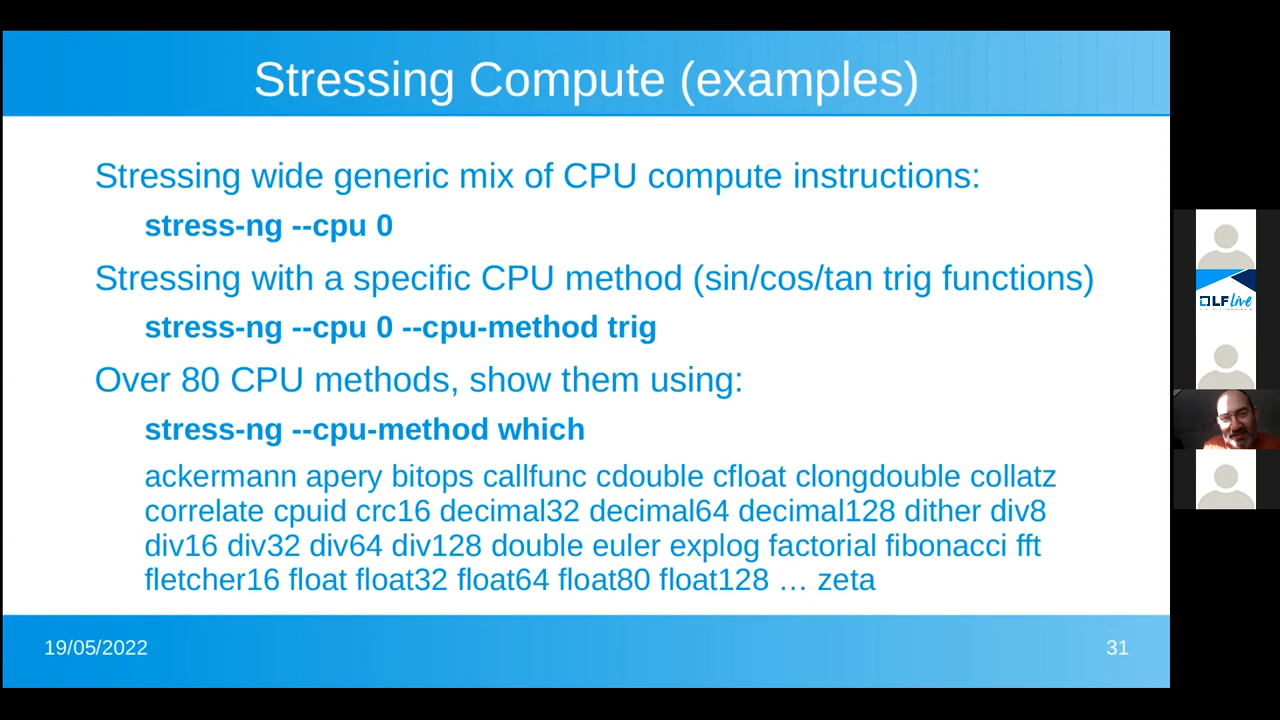 Stressing Compute (examples)
Stressing wide generic mix of CPU compute instructions:
stress-ng --cpu 0
Stressing with a specific CPU method (sin/cos/tan trig functions)
stress-ng --cpu 0 --cpu-method trig
Over 80 CPU methods, show them using:
stress-ng --cpu-method which
ackermann apery bitops callfunc cdouble cfloat clongdouble collatz
correlate cpuid crc16 decimal32 decimal64 decimal128 dither div8
div16 div32 div64 div128 double euler explog factorial fibonacci fft
fletcher16 float float32 float64 float80 float128 … zeta
19/05/2022
31
LF live